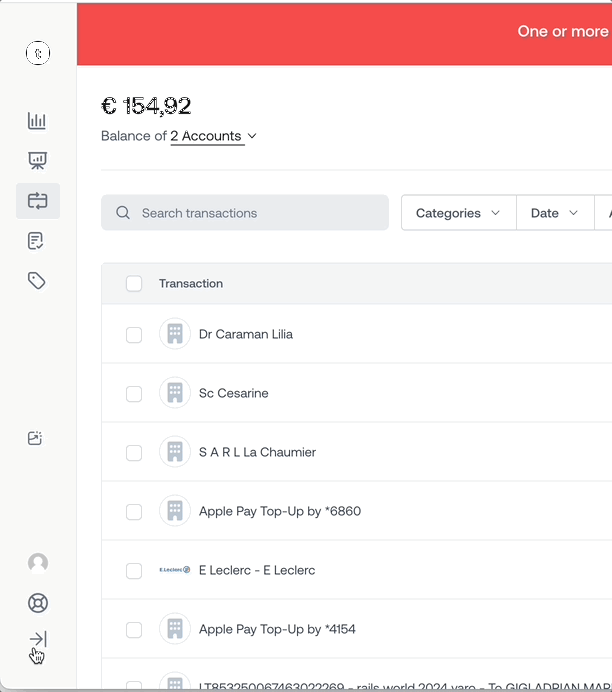 One or more
€ 154,92
Balance of 2 Accounts
Search transactions
Categories
Date
Transaction
Dr Caraman Lilia
Sc Cesarine
S A R L La Chaumier
Apple Pay Top-Up by *6860
E.Leclerc
E Leclerc - E Leclerc
Apple Pay Top-Up by *4154
LT853250067463022269 - rails world 2024 varo - To GIGLADRIAN MAR